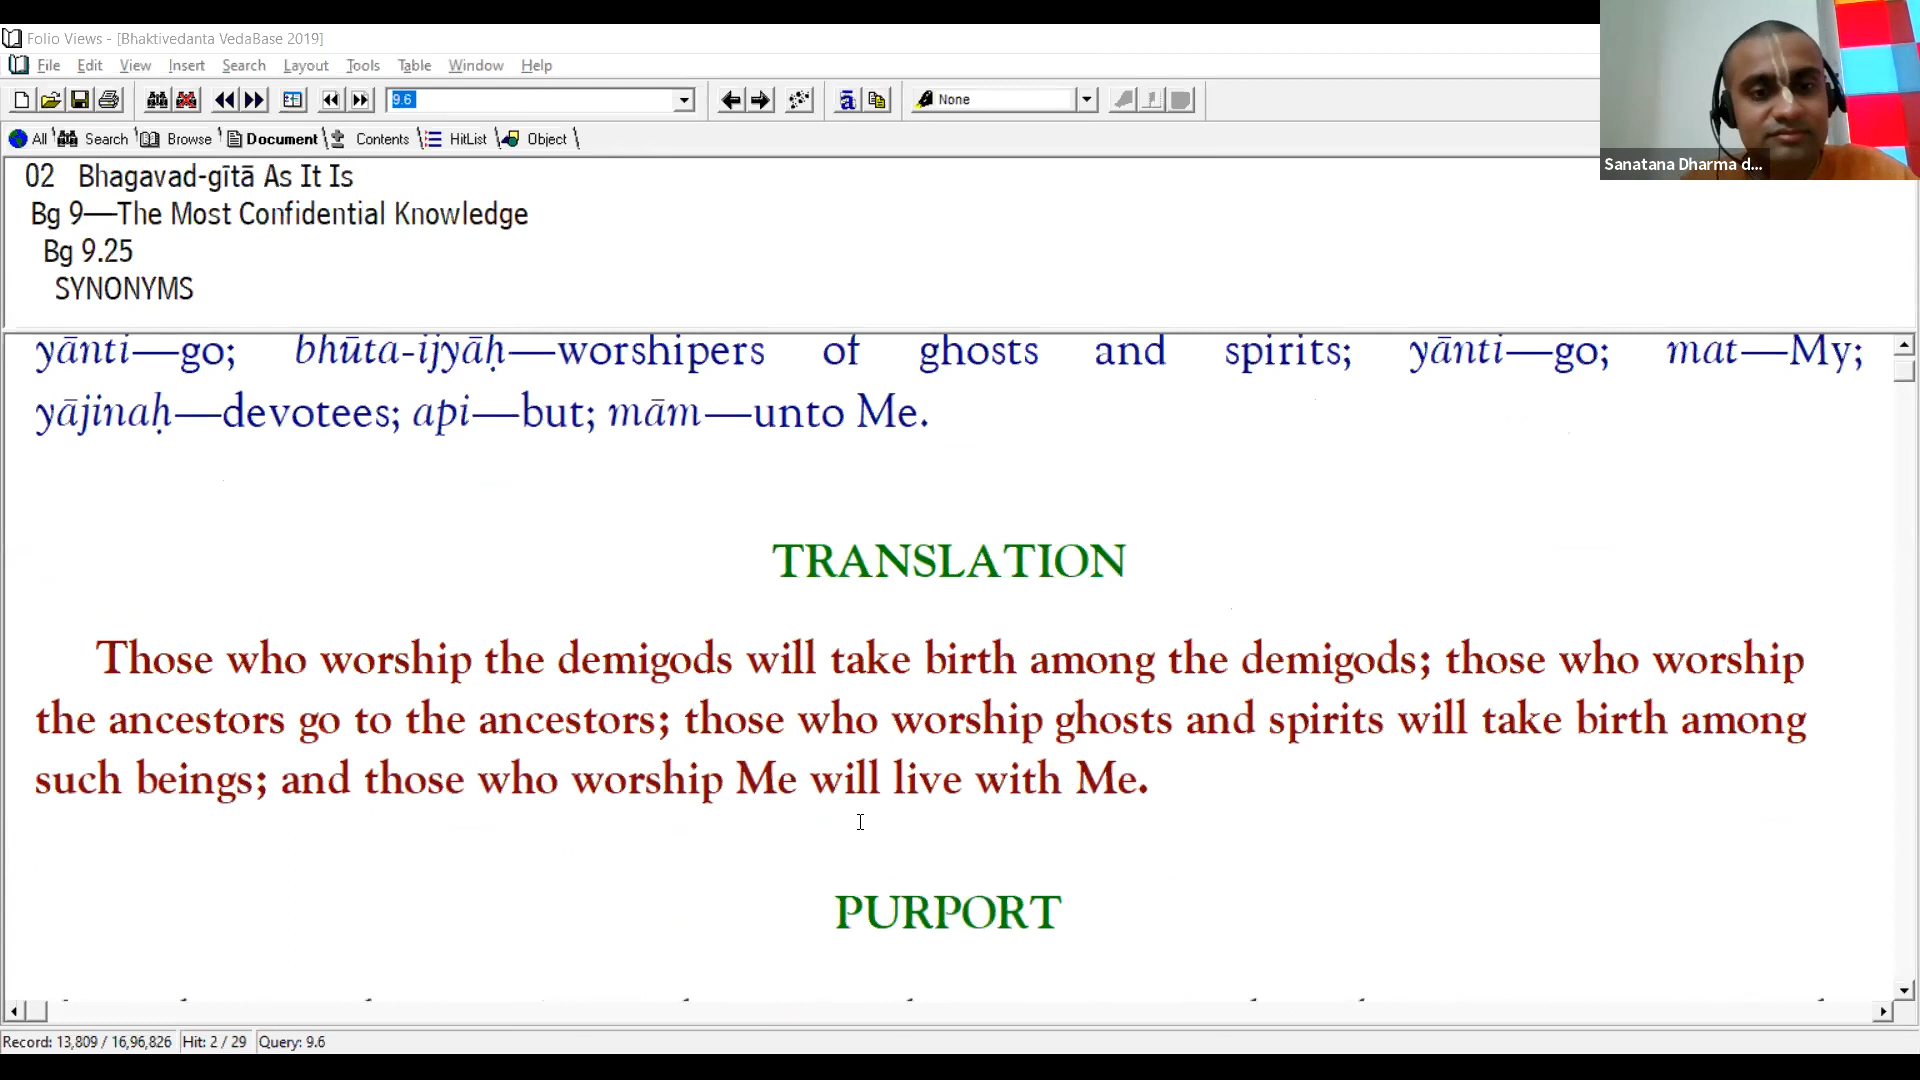 Folio Views - [Bhaktivedanta VedaBase 2019]
File Edit View Insert Search Layout Tools Table Window Help
9.6
None
All Search Browse Document Contents HitList Object
Sanatana Dharma d...
02 Bhagavad-gītā As It Is
Bg 9—The Most Confidential Knowledge
Bg 9.25
SYNONYMS
yānti—go; bhūta-ijyāḥ—worshipers of ghosts and spirits; yānti—go; mat—My;
yājinaḥ—devotees; api—but; mām—unto Me.
TRANSLATION
Those who worship the demigods will take birth among the demigods; those who worship
the ancestors go to the ancestors; those who worship ghosts and spirits will take birth among
such beings; and those who worship Me will live with Me.
PURPORT
Record: 13,809 / 16,96,826 Hit: 2 / 29 Query: 9.6